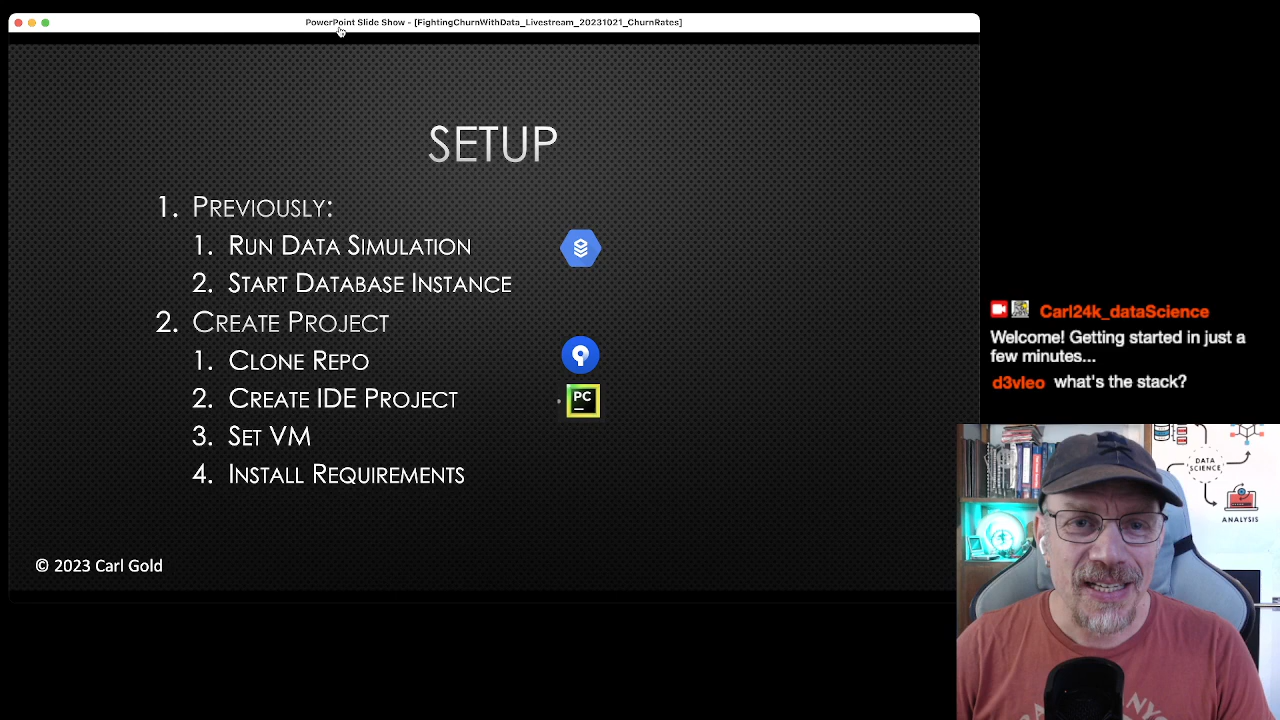 PowerPoint Slide Show - [FightingChurnWithData_Livestream_20231021_ChurnRates]
SETUP
1. PREVIOUSLY:
1. RUN DATA SIMULATION
2. START DATABASE INSTANCE
2. CREATE PROJECT
1. CLONE REPO
2. CREATE IDE PROJECT
PC
3. SET VM
4. INSTALL REQUIREMENTS
© 2023 Carl Gold
Carl24k_dataScience
Welcome! Getting started in just a
few minutes...
d3vleo what's the stack?
DATA
SCIENCE
ANALYSIS